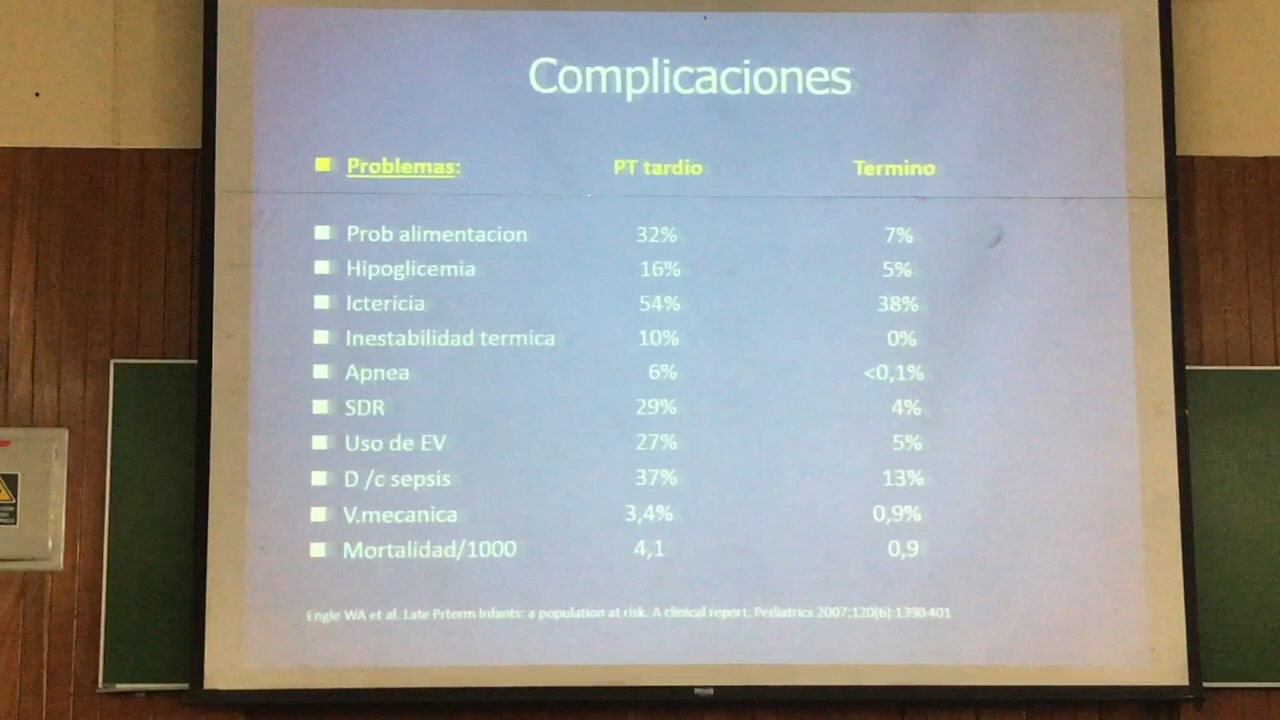 Complicaciones
Problemas: PT tardio Termino
Prob alimentacion 32% 7%
Hipoglicemia 16% 5%
Ictericia 54% 38%
Inestabilidad termica 10% 0%
Apnea 6% <0,1%
SDR 29% 4%
Uso de EV 27% 5%
D /c sepsis 37% 13%
V.mecanica 3,4% 0,9%
Mortalidad/1000 4,1 0,9
Engle WA et al. Late Prterm Infants: a population at risk. A clinical report. Pediatrics 2007;120(6):1390-401